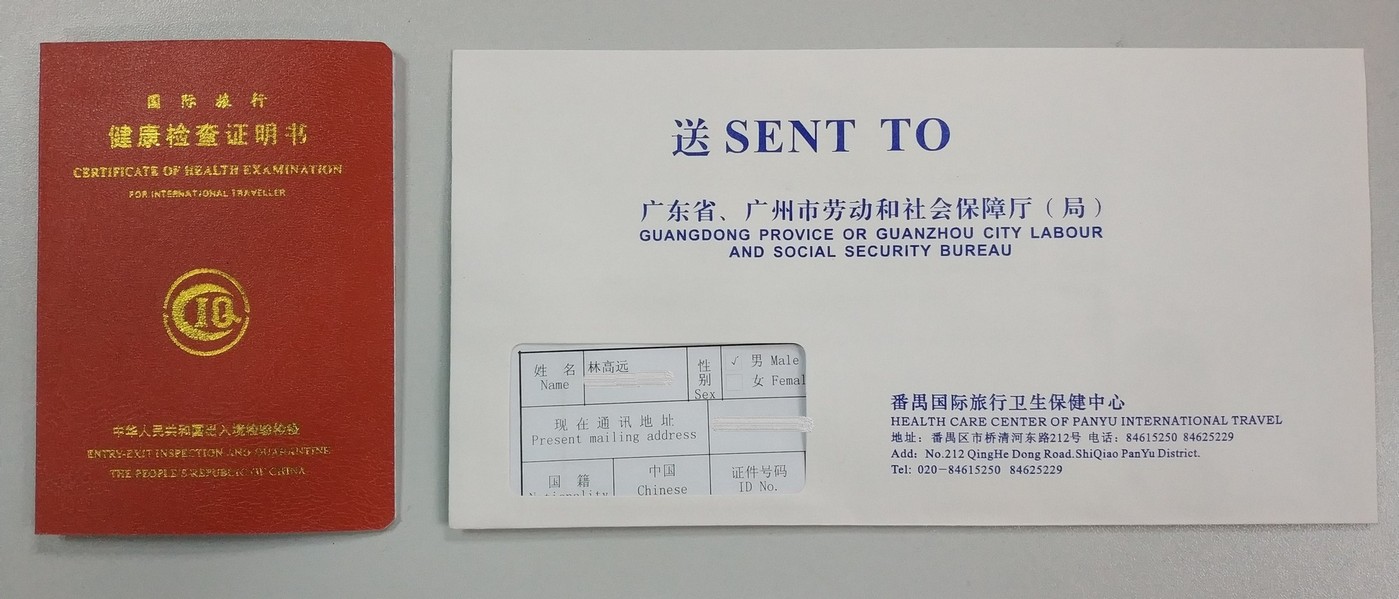 国际旅行
健康检查证明书
CERTIFICATE OF HEALTH EXAMINATION
FOR INTERNATIONAL TRAVELLER
CIQ
中华人民共和国出入境检验检疫
ENTRY-EXIT INSPECTION AND QUARANTINE
THE PEOPLE'S REPUBLIC OF CHINA
送 SENT TO
广东省、广州市劳动和社会保障厅（局）
GUANGDONG PROVICE OR GUANZHOU CITY LABOUR
AND SOCIAL SECURITY BUREAU
姓 名 林高远 性 √ 男 Male
Name 别 女 Femal
Sex
现在通讯地址
Present mailing address
国 籍 中国 证件号码
Nationality Chinese ID No.
番禺国际旅行卫生保健中心
HEALTH CARE CENTER OF PANYU INTERNATIONAL TRAVEL
地址：番禺区市桥清河东路212号 电话：84615250 84625229
Add: No.212 QingHe Dong Road.ShiQiao PanYu District.
Tel: 020-84615250 84625229